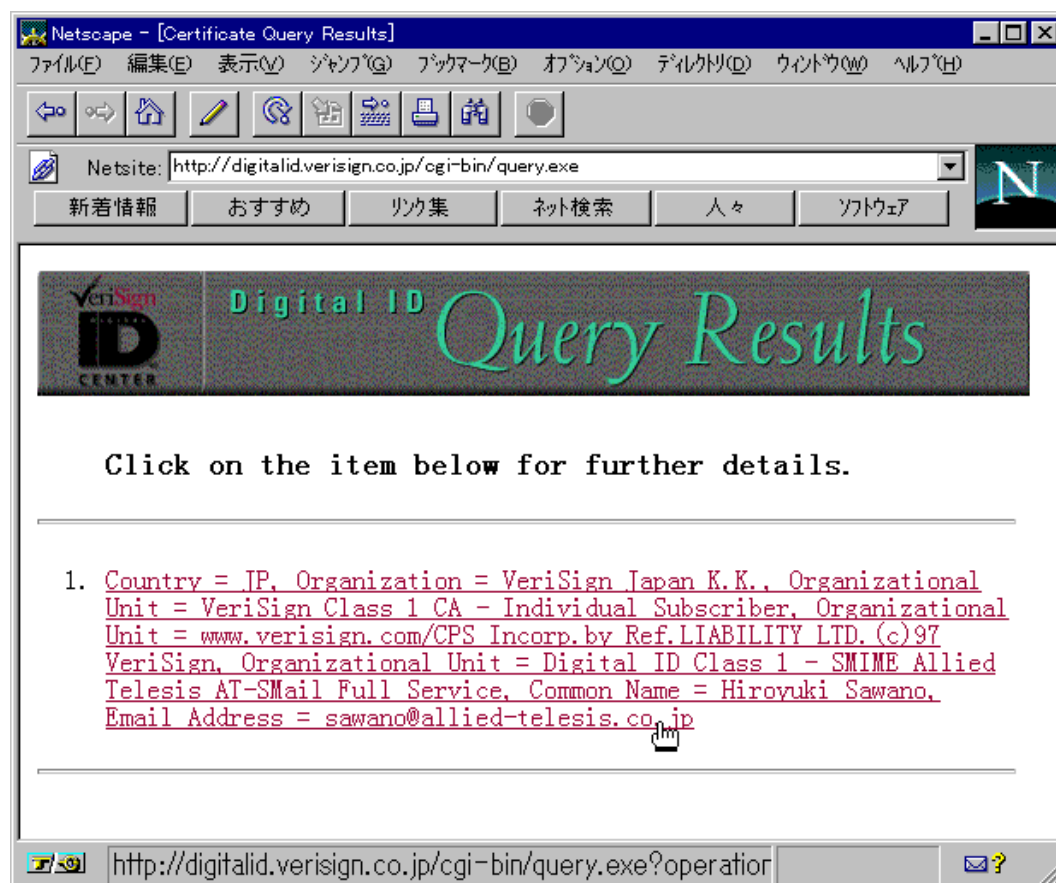 Netscape - [Certificate Query Results]
ﾌｧｲﾙ(F) 編集(E) 表示(V) ｼﾞｬﾝﾌﾟ(G) ﾌﾞｯｸﾏｰｸ(B) ｵﾌﾟｼｮﾝ(O) ﾃﾞｨﾚｸﾄﾘ(D) ｳｨﾝﾄﾞｳ(W) ﾍﾙﾌﾟ(H)
Netsite: http://digitalid.verisign.co.jp/cgi-bin/query.exe
N
新着情報 おすすめ ﾘﾝｸ集 ﾈｯﾄ検索 人々 ｿﾌﾄｳｪｱ
VeriSign
ID
CENTER
Digital ID Query Results
Click on the item below for further details.
1. Country = JP, Organization = VeriSign Japan K.K., Organizational
Unit = VeriSign Class 1 CA - Individual Subscriber, Organizational
Unit = www.verisign.com/CPS Incorp.by Ref.LIABILITY LTD.(c)97
VeriSign, Organizational Unit = Digital ID Class 1 - SMIME Allied
Telesis AT-SMail Full Service, Common Name = Hiroyuki Sawano,
Email Address = sawano@allied-telesis.co.jp
http://digitalid.verisign.co.jp/cgi-bin/query.exe?operation